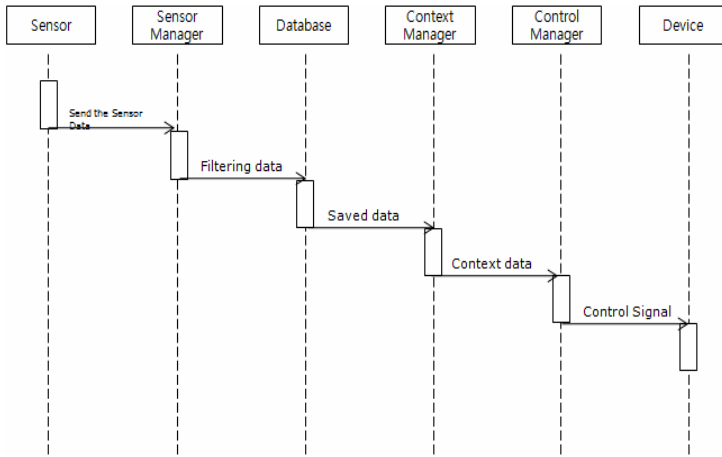 Sensor
Sensor
Manager
Database
Context
Manager
Control
Manager
Device
Send the Sensor
Data
Filtering data
Saved data
Context data
Control Signal